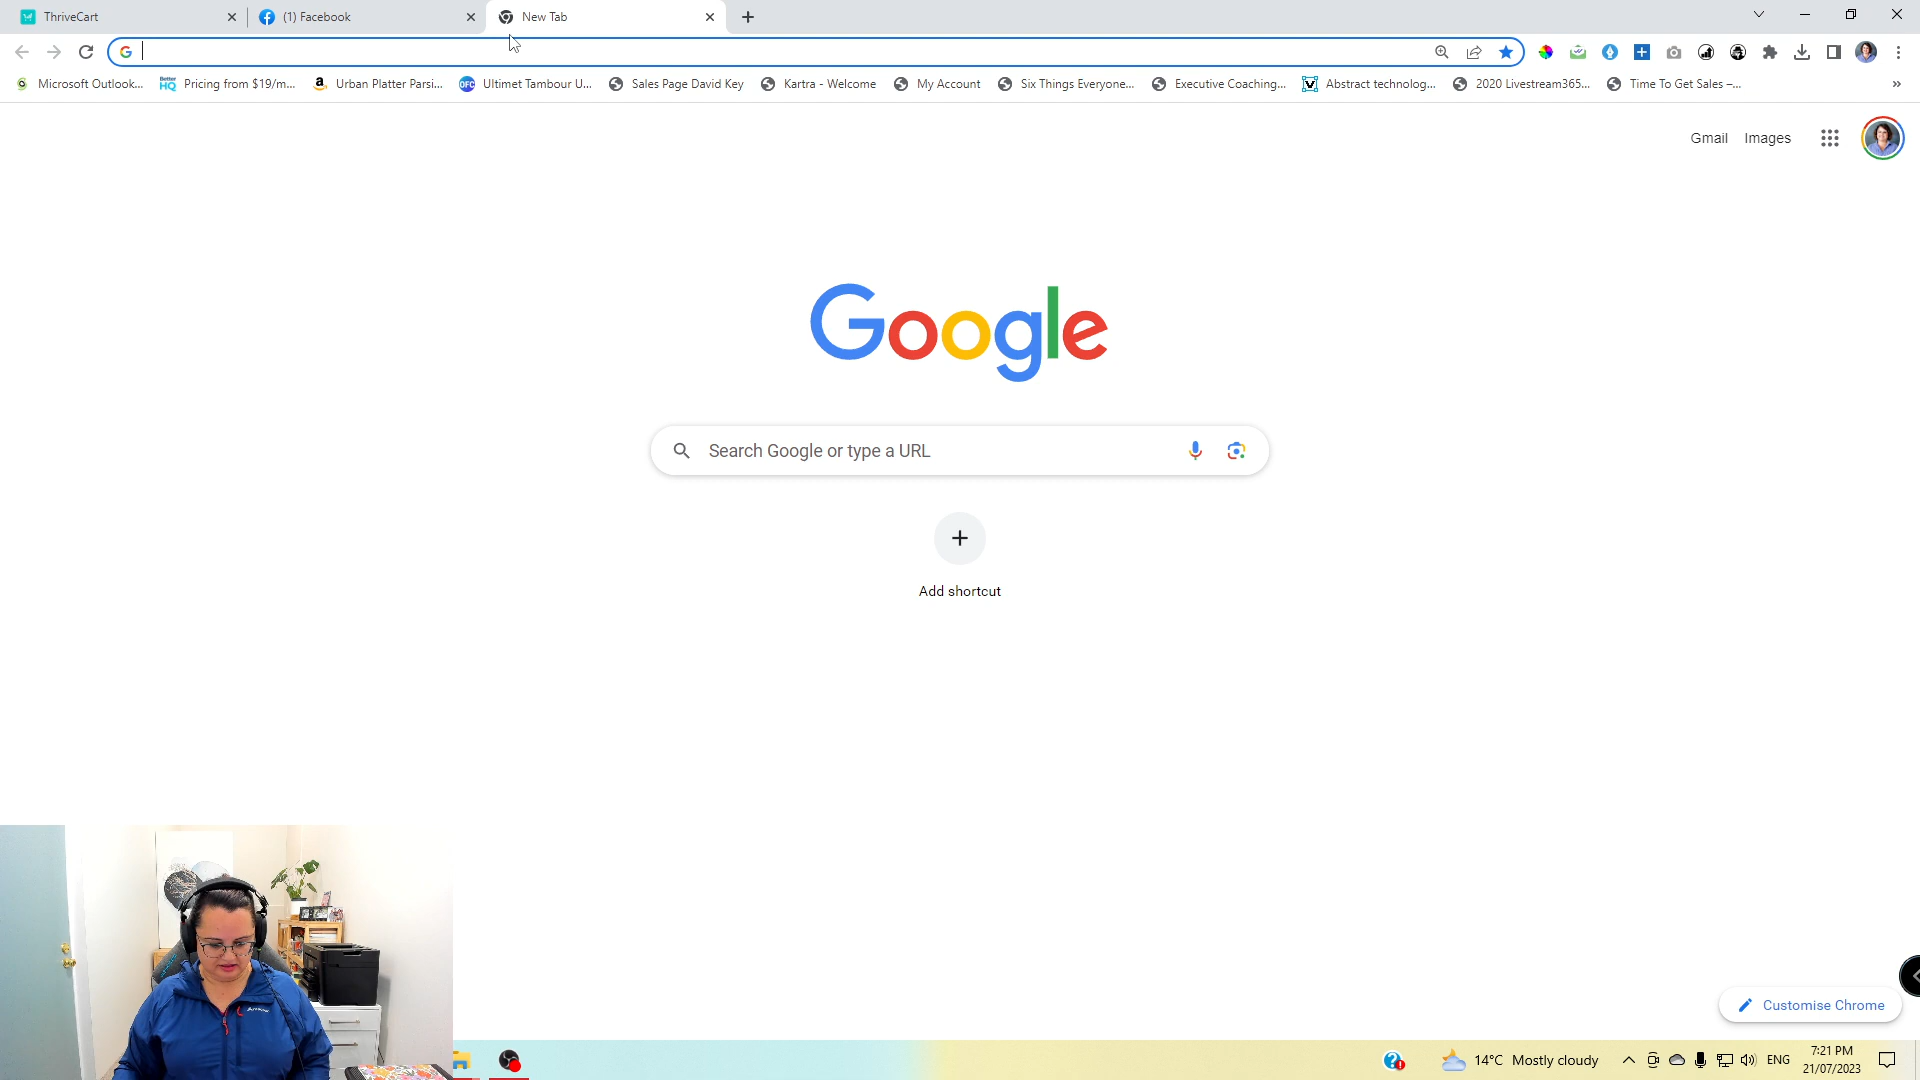 ThriveCart
(1) Facebook
New Tab
Microsoft Outlook...
Better HQ
Pricing from $19/m...
Urban Platter Parsi...
OFC
Ultimet Tambour U...
Sales Page David Key
Kartra - Welcome
My Account
Six Things Everyone...
Executive Coaching...
Abstract technolog...
2020 Livestream365...
Time To Get Sales –...
Gmail
Images
Google
Search Google or type a URL
Add shortcut
Customise Chrome
14°C Mostly cloudy
ENG
7:21 PM
21/07/2023